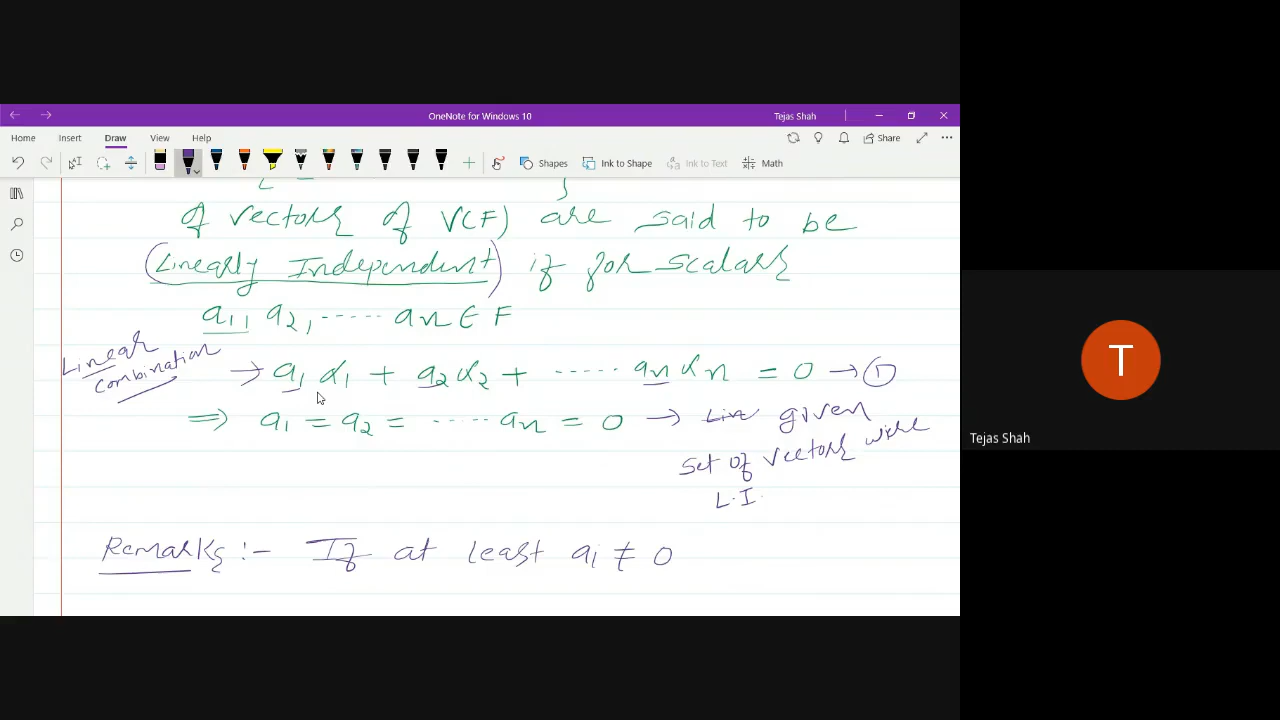 OneNote for Windows 10
Tejas Shah
Home Insert Draw View Help
Share
Shapes Ink to Shape Ink to Text Math
of vectors of V(F) are said to be
(Linearly Independent) if for scalars
a1, a2, ..... an ∈ F
Linear
combination
→ a1 α1 + a2 α2 + ..... an αn = 0 → ①
⇒ a1 = a2 = ..... an = 0 → given
set of vectors will
L.I.
Remarks :- If at least ai ≠ 0
T
Tejas Shah